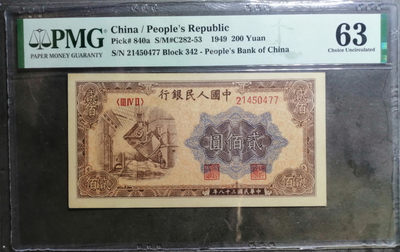 PMG
PAPER MONEY GUARANTY
China / People's Republic
Pick# 840a S/M#C282-53 1949 200 Yuan
S/N 21450477 Block 342 - People's Bank of China
63
Choice Uncirculated
行銀民人國中
〈ⅢⅣⅡ〉 21450477
圓佰貳
年八十三國民華中